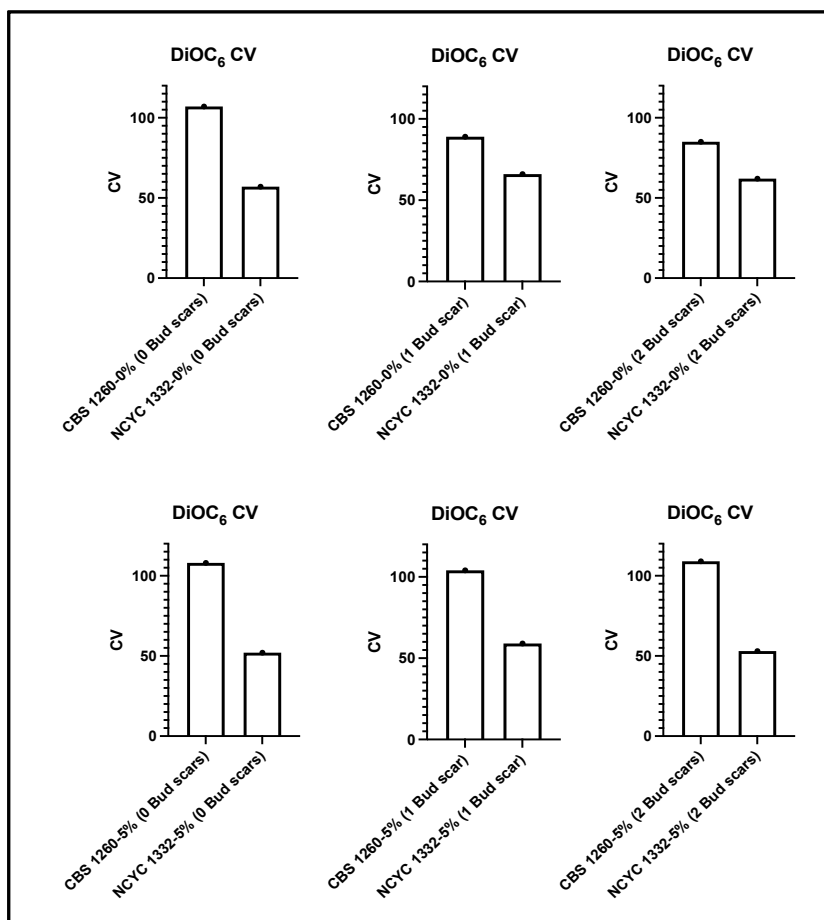 DiOC6 CV
CV
100
50
0
CBS 1260-0% (0 Bud scars)
NCYC 1332-0% (0 Bud scars)
DiOC6 CV
CV
100
50
0
CBS 1260-0% (1 Bud scar)
NCYC 1332-0% (1 Bud scar)
DiOC6 CV
CV
100
50
0
CBS 1260-0% (2 Bud scars)
NCYC 1332-0% (2 Bud scars)
DiOC6 CV
CV
100
50
0
CBS 1260-5% (0 Bud scars)
NCYC 1332-5% (0 Bud scars)
DiOC6 CV
CV
100
50
0
CBS 1260-5% (1 Bud scar)
NCYC 1332-5% (1 Bud scar)
DiOC6 CV
CV
100
50
0
CBS 1260-5% (2 Bud scars)
NCYC 1332-5% (2 Bud scars)